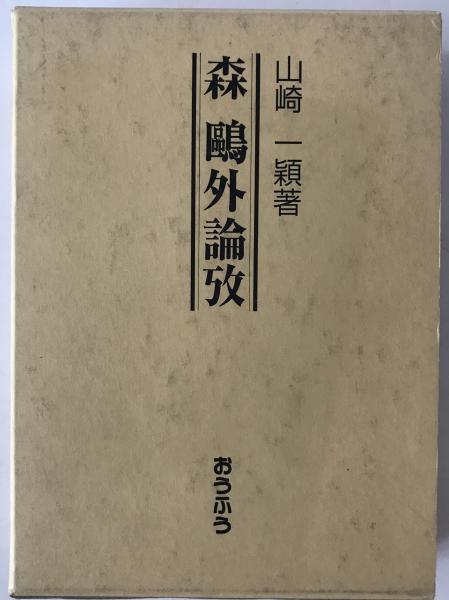 山崎 一穎著
森 鷗外論攷
おうふう